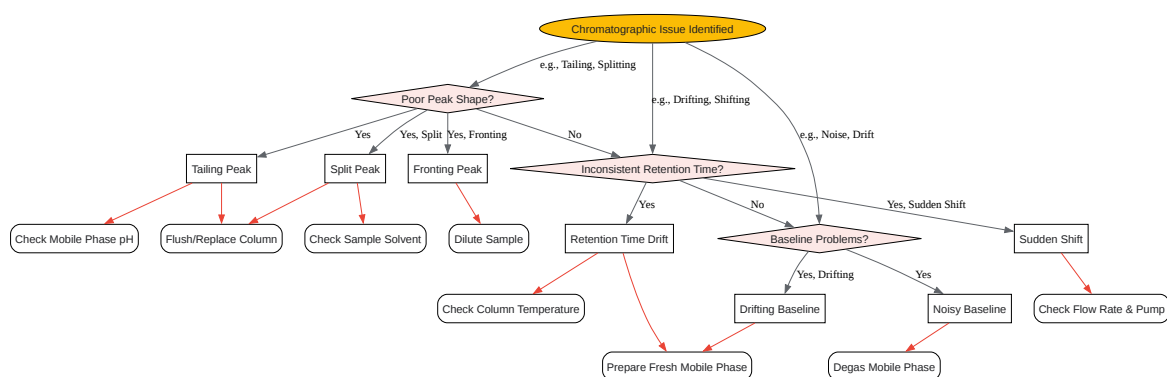 Chromatographic Issue Identified
e.g., Tailing, Splitting
Poor Peak Shape?
e.g., Drifting, Shifting
Yes
Yes, Split
Yes, Fronting
No
e.g., Noise, Drift
Tailing Peak
Split Peak
Fronting Peak
Inconsistent Retention Time?
Yes
No
Yes, Sudden Shift
Check Mobile Phase pH
Flush/Replace Column
Check Sample Solvent
Dilute Sample
Retention Time Drift
Baseline Problems?
Sudden Shift
Yes, Drifting
Yes
Check Column Temperature
Drifting Baseline
Noisy Baseline
Check Flow Rate & Pump
Prepare Fresh Mobile Phase
Degas Mobile Phase